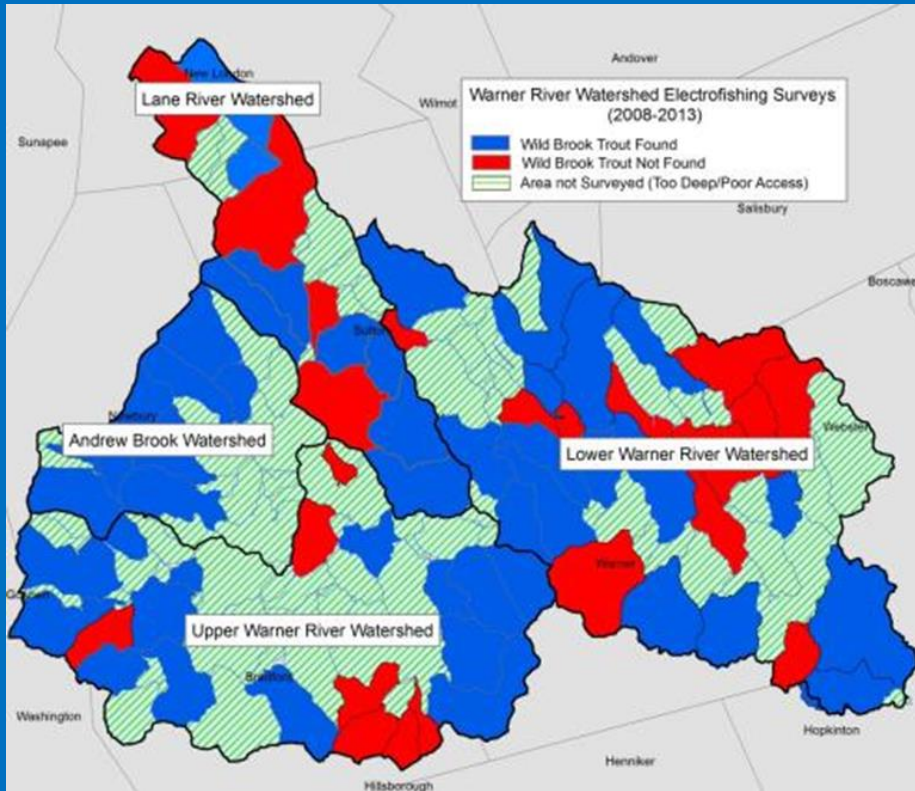 Andover
New London
Lane River Watershed
Wilmot
Warner River Watershed Electrofishing Surveys
(2008-2013)
Wild Brook Trout Found
Wild Brook Trout Not Found
Area not Surveyed (Too Deep/Poor Access)
Sunapee
Salisbury
Boscawe
Newbury
Andrew Brook Watershed
Webster
Lower Warner River Watershed
Warner
Upper Warner River Watershed
Bradford
Washington
Hopkinton
Henniker
Hillsborough